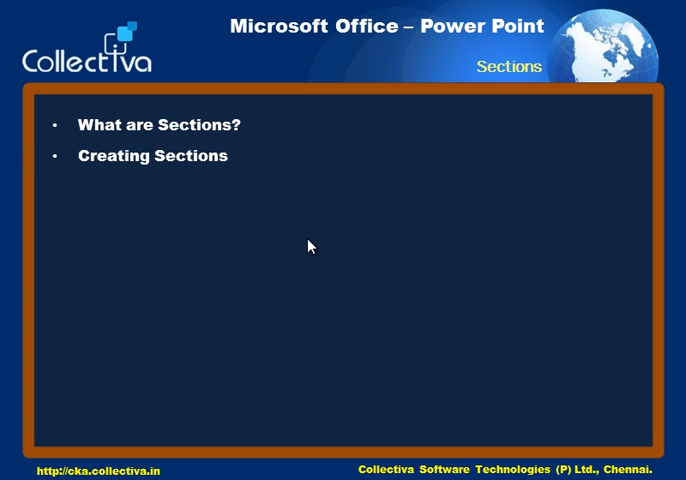 Microsoft Office – Power Point
Collectiva
Sections
• What are Sections?
• Creating Sections
http://cka.collectiva.in
Collectiva Software Technologies (P) Ltd., Chennai.